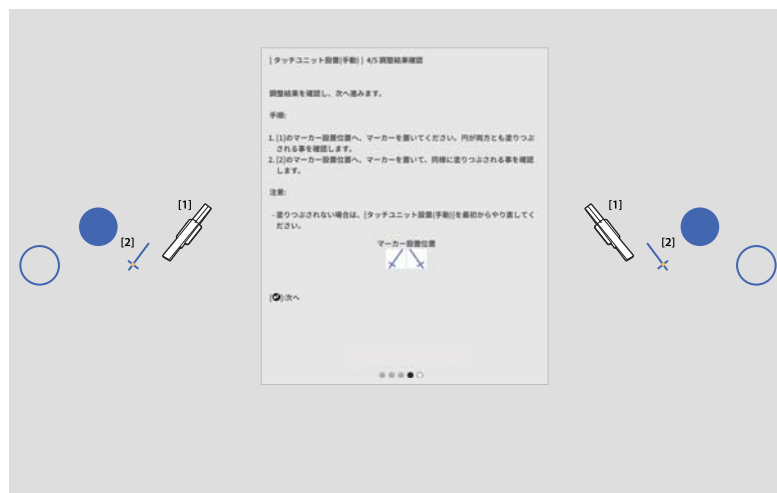 [ タッチユニット設置(手動) ] 4/5 調整結果確認
調整結果を確認し、次へ進みます。
手順:
1. [1]のマーカー設置位置へ、マーカーを置いてください。円が両方とも塗りつぶ
される事を確認します。
2. [2]のマーカー設置位置へ、マーカーを置いて、同様に塗りつぶされる事を確認
します。
注意:
- 塗りつぶされない場合は、[タッチユニット設置(手動)]を最初からやり直してく
ださい。
マーカー設置位置
[ ]:次へ
[1]
[2]
[1]
[2]